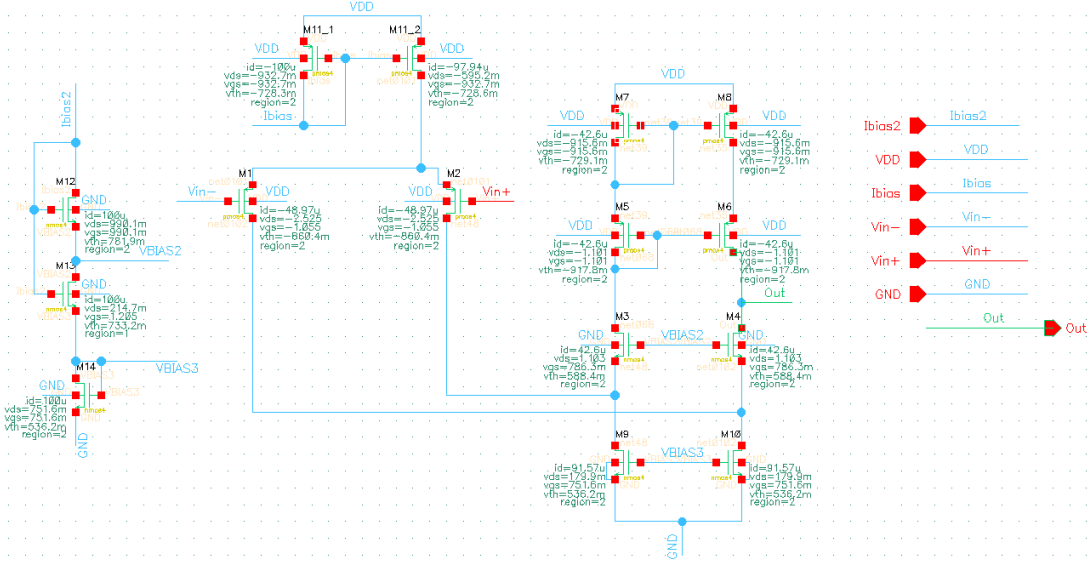 VDD
M11_1
M11_2
VDD
VDD
id=-100u
vds=-932.7m
vgs=-932.7m
vth=-728.3m
region=2
id=-97.94u
vds=-595.2m
vgs=-932.7m
vth=-728.6m
region=2
Ibias
Ibias2
M12
GND
id=100u
vds=990.1m
vgs=990.1m
vth=781.9m
region=2
VBIAS2
M13
GND
id=100u
vds=214.7m
vgs=1.205
vth=733.2m
region=1
VBIAS3
M14
GND
id=100u
vds=751.6m
vgs=751.6m
vth=536.2m
region=2
GND
M1
Vin-
VDD
id=-48.97u
vds=-2.525
vgs=-1.055
vth=-860.4m
region=2
M2
VDD
Vin+
id=-48.97u
vds=-2.525
vgs=-1.055
vth=-860.4m
region=2
VDD
M7
M8
VDD
VDD
id=-42.6u
vds=-915.6m
vgs=-915.6m
vth=-729.1m
region=2
id=-42.6u
vds=-915.6m
vgs=-915.6m
vth=-729.1m
region=2
M5
M6
VDD
VDD
id=-42.6u
vds=-1.101
vgs=-1.101
vth=-917.8m
region=2
id=-42.6u
vds=-1.101
vgs=-1.101
vth=-917.8m
region=2
Out
M3
M4
GND
VBIAS2
GND
id=42.6u
vds=1.103
vgs=786.3m
vth=588.4m
region=2
id=42.6u
vds=1.103
vgs=786.3m
vth=588.4m
region=2
M9
M10
VBIAS3
id=91.57u
vds=179.9m
vgs=751.6m
vth=536.2m
region=2
id=91.57u
vds=179.9m
vgs=751.6m
vth=536.2m
region=2
GND
Ibias2
Ibias2
VDD
VDD
Ibias
Ibias
Vin-
Vin-
Vin+
Vin+
GND
GND
Out
Out